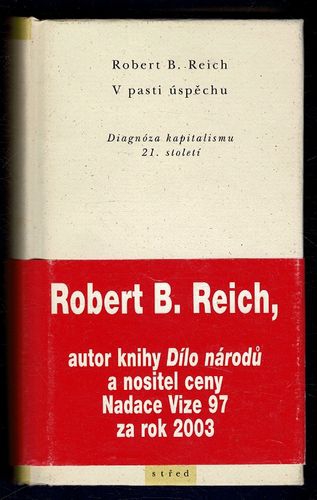 Robert B. Reich
V pasti úspěchu
Diagnóza kapitalismu
21. století
Robert B. Reich,
autor knihy Dílo národů
a nositel ceny
Nadace Vize 97
za rok 2003
střed